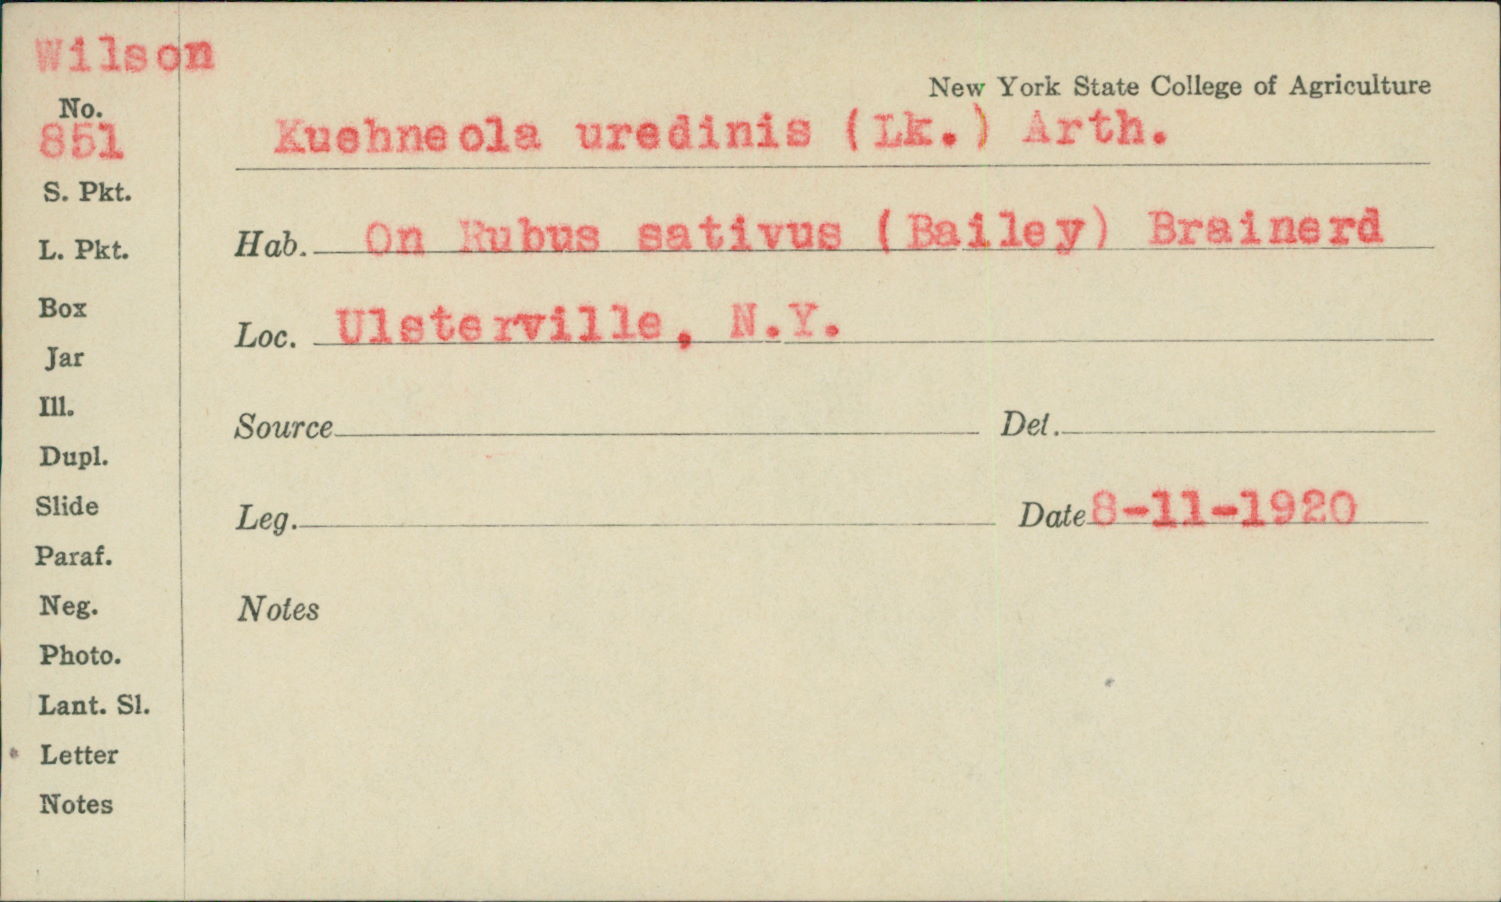 Wilson
New York State College of Agriculture
No.
851
Kuehneola uredinis (Lk.) Arth.
S. Pkt.
Hab. On Rubus sativus (Bailey) Brainerd
L. Pkt.
Box
Loc. Ulsterville, N.Y.
Jar
Ill.
Source Det.
Dupl.
Slide
Leg. Date 8-11-1920
Paraf.
Neg.
Notes
Photo.
Lant. Sl.
Letter
Notes